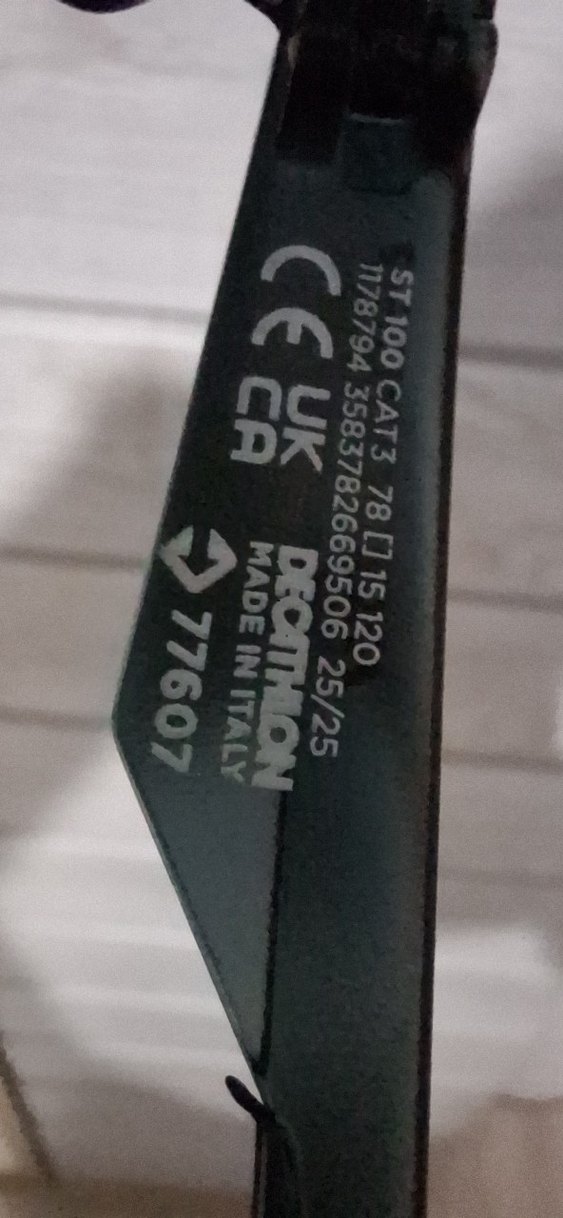 ST 100 CAT3 78 [] 15 120
1178794 3583782669506 25/25
DECATHLON
MADE IN ITALY
CE
UK
CA
77607